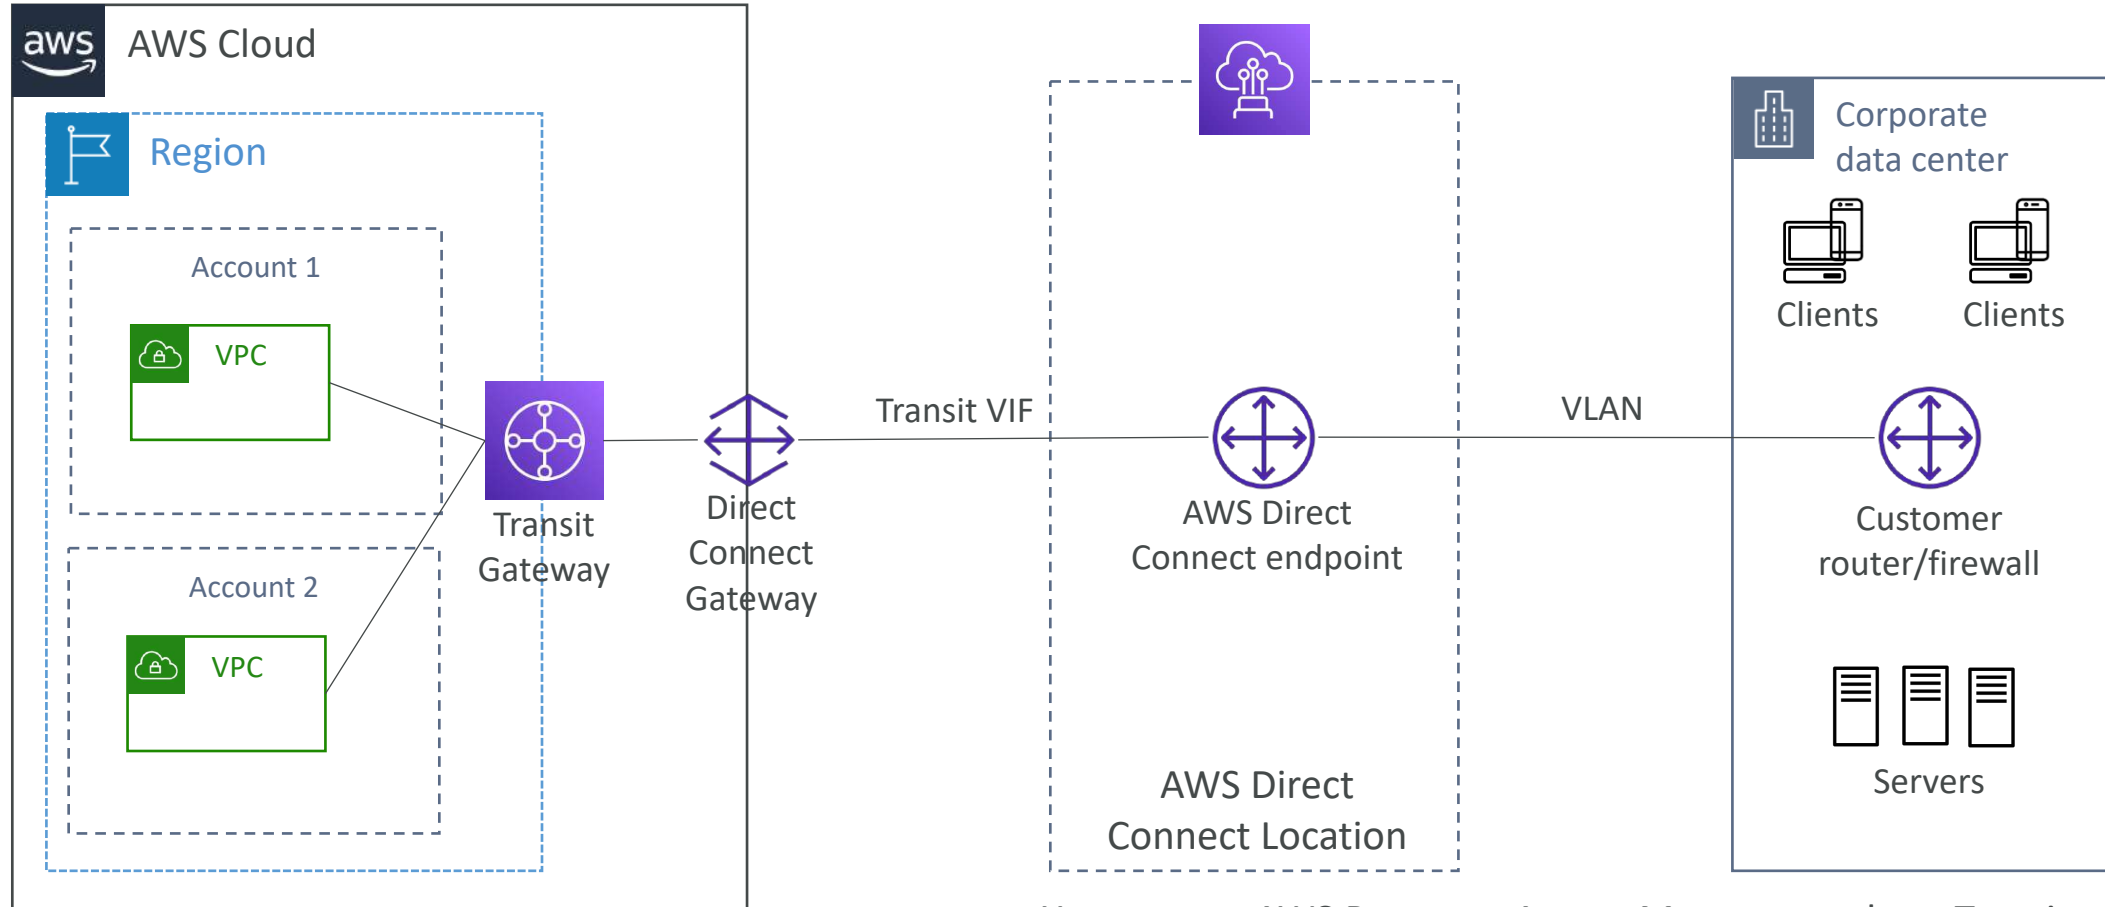 aws
AWS Cloud
Region
Account 1
VPC
Account 2
VPC
Transit
Gateway
Direct
Connect
Gateway
Transit VIF
AWS Direct
Connect endpoint
AWS Direct
Connect Location
VLAN
Corporate
data center
Clients
Clients
Customer
router/firewall
Servers